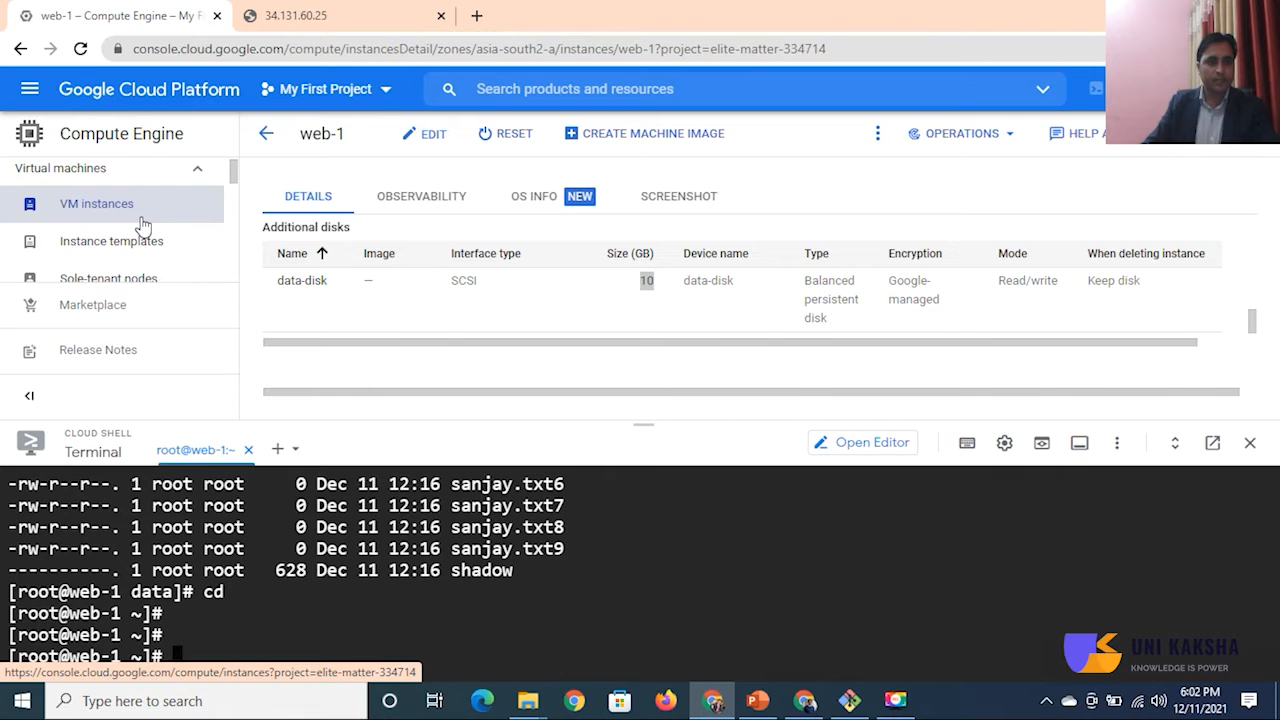 web-1 – Compute Engine – My F
34.131.60.25
console.cloud.google.com/compute/instancesDetail/zones/asia-south2-a/instances/web-1?project=elite-matter-334714
Google Cloud Platform
My First Project
Search products and resources
Compute Engine
web-1
EDIT
RESET
CREATE MACHINE IMAGE
OPERATIONS
HELP A
Virtual machines
VM instances
Instance templates
Sole-tenant nodes
Marketplace
Release Notes
DETAILS
OBSERVABILITY
OS INFO NEW
SCREENSHOT
Additional disks
Name Image Interface type Size (GB) Device name Type Encryption Mode When deleting instance
data-disk — SCSI 10 data-disk Balanced persistent disk Google-managed Read/write Keep disk
CLOUD SHELL
Terminal
root@web-1:~
Open Editor
-rw-r--r--. 1 root root 0 Dec 11 12:16 sanjay.txt6
-rw-r--r--. 1 root root 0 Dec 11 12:16 sanjay.txt7
-rw-r--r--. 1 root root 0 Dec 11 12:16 sanjay.txt8
-rw-r--r--. 1 root root 0 Dec 11 12:16 sanjay.txt9
----------. 1 root root 628 Dec 11 12:16 shadow
[root@web-1 data]# cd
[root@web-1 ~]#
[root@web-1 ~]#
[root@web-1 ~]#
https://console.cloud.google.com/compute/instances?project=elite-matter-334714
UNI KAKSHA
KNOWLEDGE IS POWER
Type here to search
6:02 PM
12/11/2021